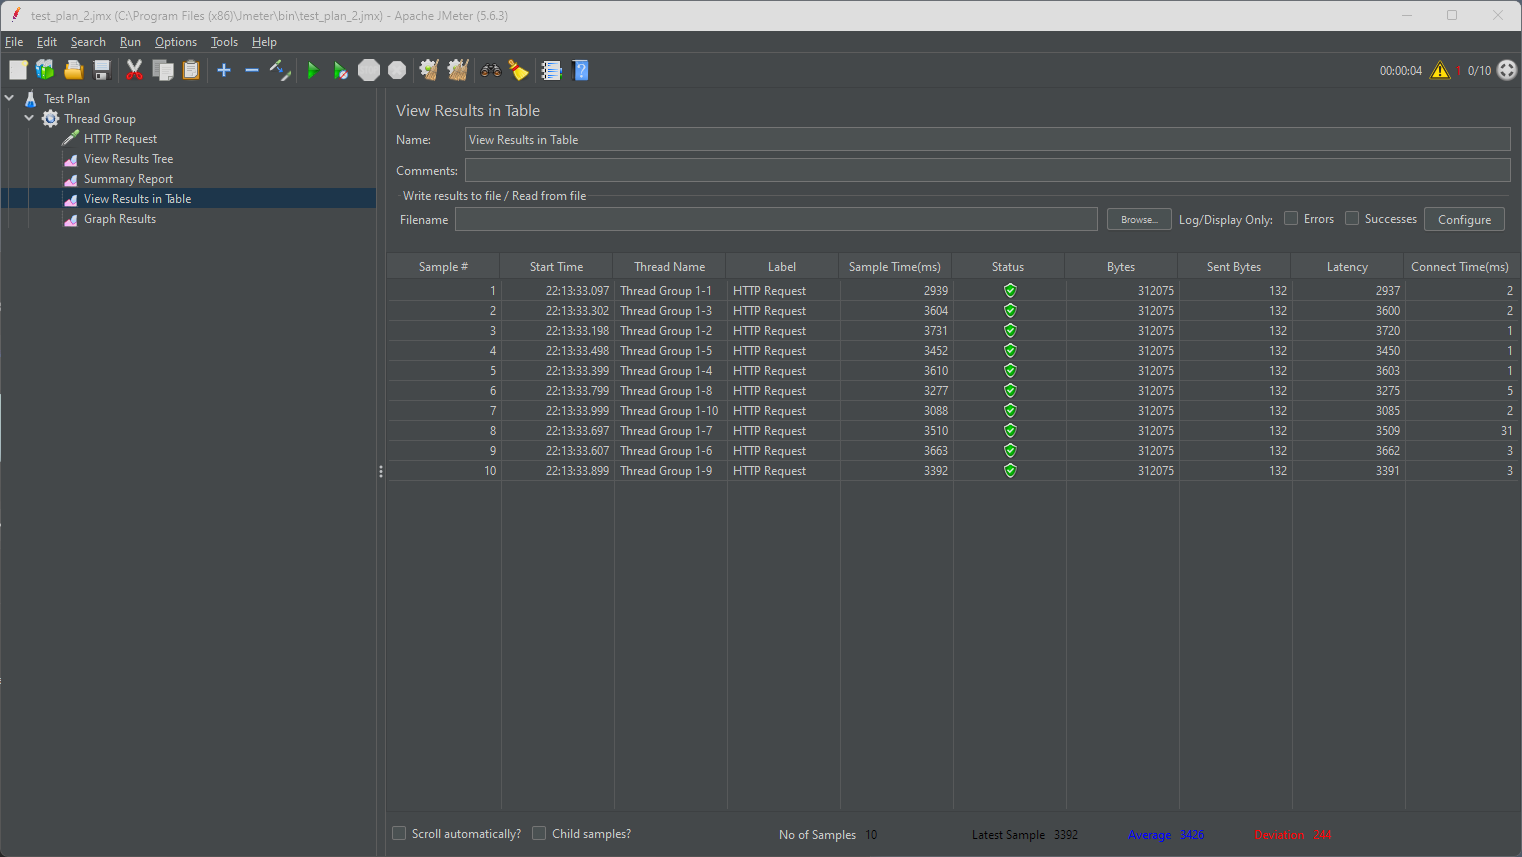 test_plan_2.jmx (C:\Program Files (x86)\Jmeter\bin\test_plan_2.jmx) - Apache JMeter (5.6.3)
File Edit Search Run Options Tools Help
00:00:04 1 0/10
Test Plan
Thread Group
HTTP Request
View Results Tree
Summary Report
View Results in Table
Graph Results
View Results in Table
Name: View Results in Table
Comments:
Write results to file / Read from file
Filename Browse... Log/Display Only: Errors Successes Configure
Sample # Start Time Thread Name Label Sample Time(ms) Status Bytes Sent Bytes Latency Connect Time(ms)
1 22:13:33.097 Thread Group 1-1 HTTP Request 2939 312075 132 2937 2
2 22:13:33.302 Thread Group 1-3 HTTP Request 3604 312075 132 3600 2
3 22:13:33.198 Thread Group 1-2 HTTP Request 3731 312075 132 3720 1
4 22:13:33.498 Thread Group 1-5 HTTP Request 3452 312075 132 3450 1
5 22:13:33.399 Thread Group 1-4 HTTP Request 3610 312075 132 3603 1
6 22:13:33.799 Thread Group 1-8 HTTP Request 3277 312075 132 3275 5
7 22:13:33.999 Thread Group 1-10 HTTP Request 3088 312075 132 3085 2
8 22:13:33.697 Thread Group 1-7 HTTP Request 3510 312075 132 3509 31
9 22:13:33.607 Thread Group 1-6 HTTP Request 3663 312075 132 3662 3
10 22:13:33.899 Thread Group 1-9 HTTP Request 3392 312075 132 3391 3
Scroll automatically? Child samples? No of Samples 10 Latest Sample 3392 Average 3426 Deviation 244